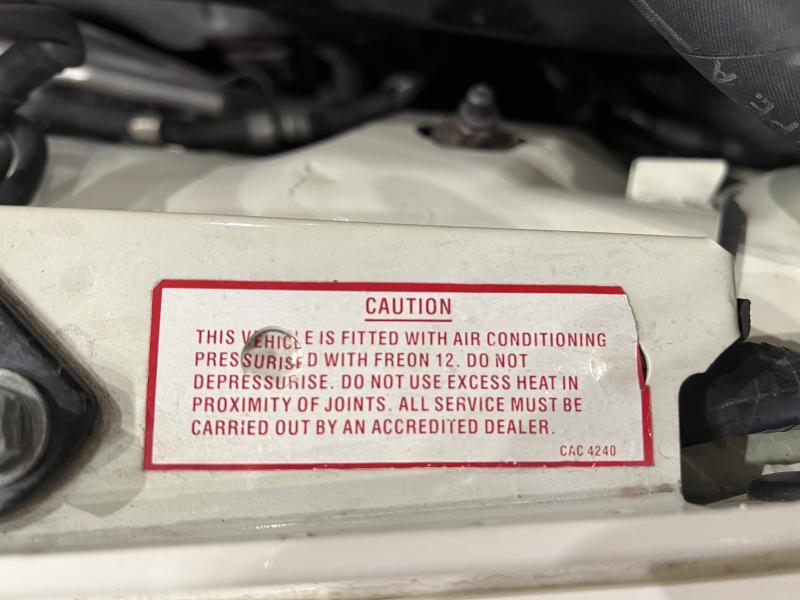 CAUTION
THIS VEHICLE IS FITTED WITH AIR CONDITIONING
PRESSURISED WITH FREON 12. DO NOT
DEPRESSURISE. DO NOT USE EXCESS HEAT IN
PROXIMITY OF JOINTS. ALL SERVICE MUST BE
CARRIED OUT BY AN ACCREDITED DEALER.
CAC 4240